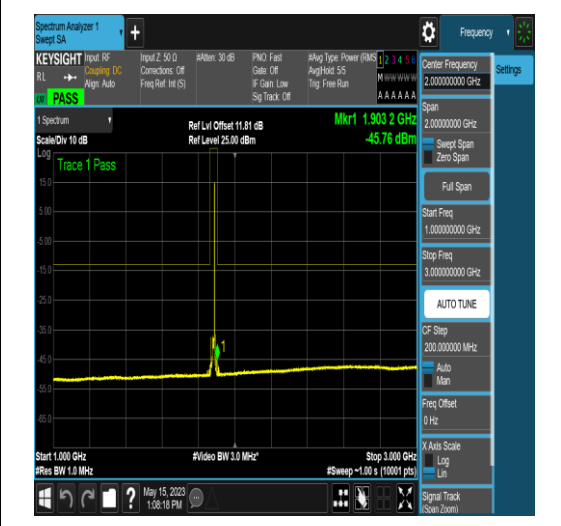 Spectrum Analyzer 1
Swept SA
Frequency
KEYSIGHT
RL
Input: RF
Coupling: DC
Align: Auto
Input Z: 50 Ω
Corrections: Off
Freq Ref: Int (S)
#Atten: 30 dB
PNO: Fast
Gate: Off
IF Gain: Low
Sig Track: Off
#Avg Type: Power (RMS
Avg|Hold: 5/5
Trig: Free Run
1 2 3 4 5 6
M W W W W W
A A A A A A
PASS
1 Spectrum
Scale/Div 10 dB
Ref Lvl Offset 11.81 dB
Ref Level 25.00 dBm
Mkr1 1.903 2 GHz
-45.76 dBm
Log
Trace 1 Pass
15.0
5.00
-5.00
-15.0
-25.0
-35.0
-45.0
-55.0
-65.0
1
Start 1.000 GHz
#Res BW 1.0 MHz
#Video BW 3.0 MHz*
Stop 3.000 GHz
#Sweep ~1.00 s (10001 pts)
Center Frequency
2.000000000 GHz
Settings
Span
2.00000000 GHz
Swept Span
Zero Span
Full Span
Start Freq
1.000000000 GHz
Stop Freq
3.000000000 GHz
AUTO TUNE
CF Step
200.000000 MHz
Auto
Man
Freq Offset
0 Hz
X Axis Scale
Log
Lin
Signal Track
(Span Zoom)
May 15, 2023
1:08:18 PM